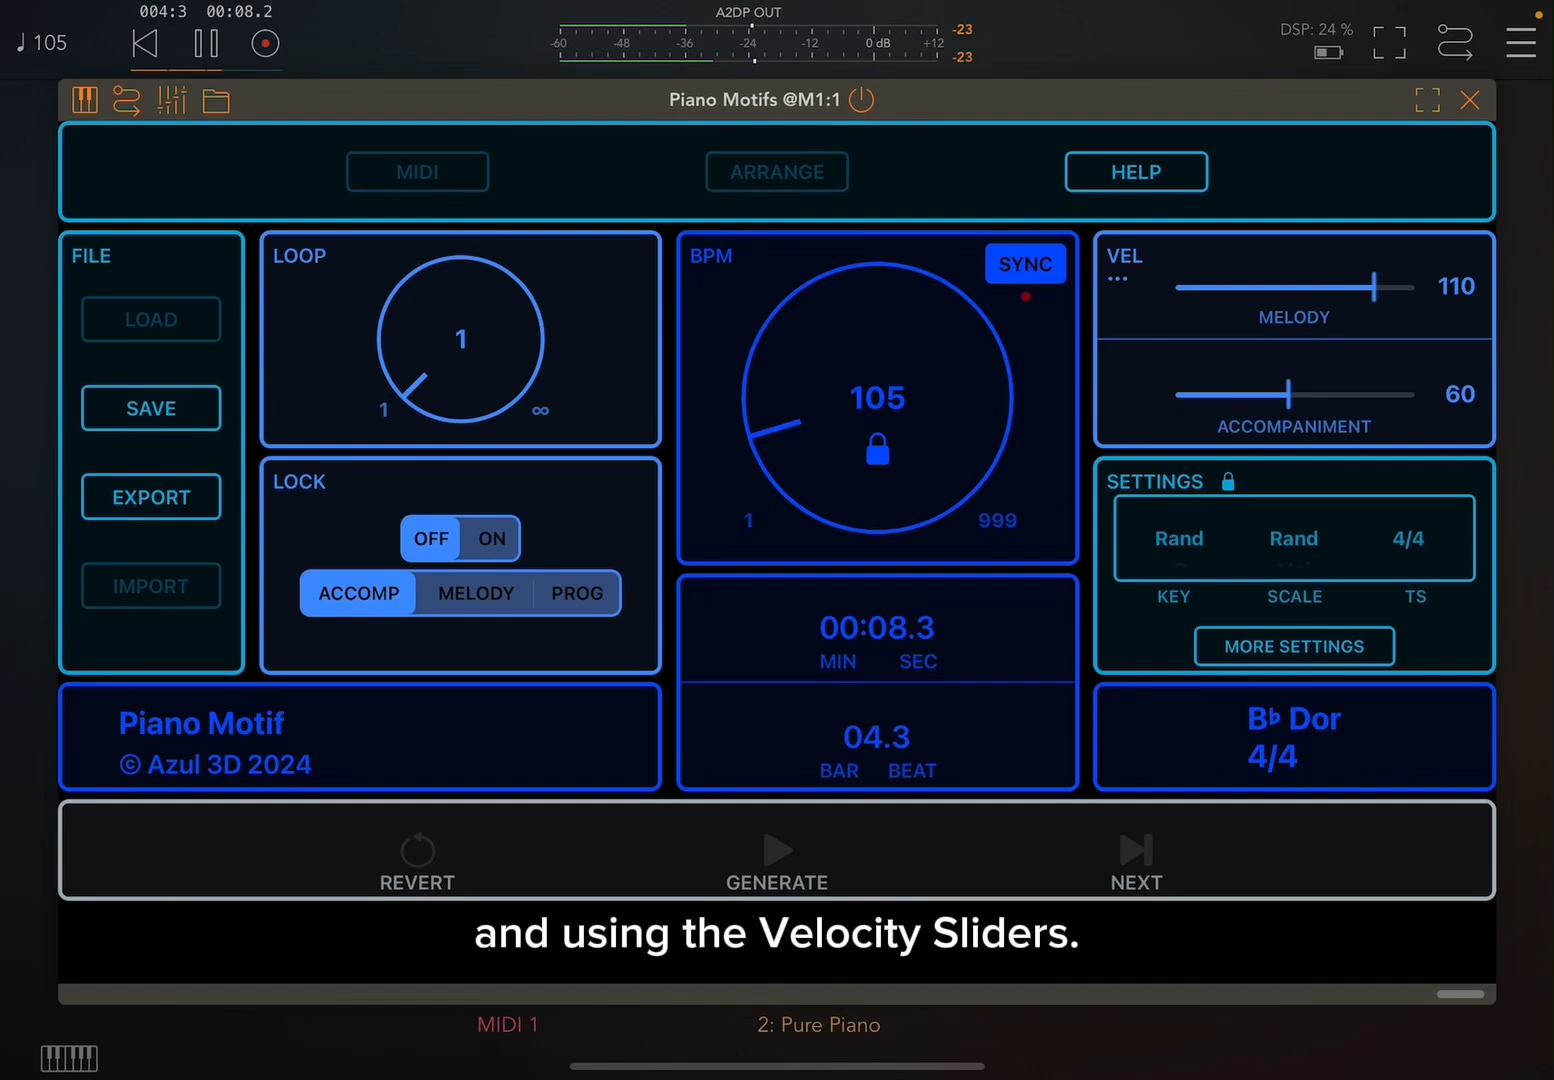 004:3 00:08.2
105
A2DP OUT
-60 -48 -36 -24 -12 0 dB +12
-23
-23
DSP: 24 %
Piano Motifs @M1:1
MIDI
ARRANGE
HELP
FILE
LOAD
SAVE
EXPORT
IMPORT
LOOP
1
1 ∞
LOCK
OFF ON
ACCOMP MELODY PROG
BPM
SYNC
105
1 999
00:08.3
MIN SEC
04.3
BAR BEAT
VEL
...
110
MELODY
60
ACCOMPANIMENT
SETTINGS
Rand Rand 4/4
KEY SCALE TS
MORE SETTINGS
Piano Motif
© Azul 3D 2024
B♭ Dor
4/4
REVERT
GENERATE
NEXT
and using the Velocity Sliders.
MIDI 1
2: Pure Piano